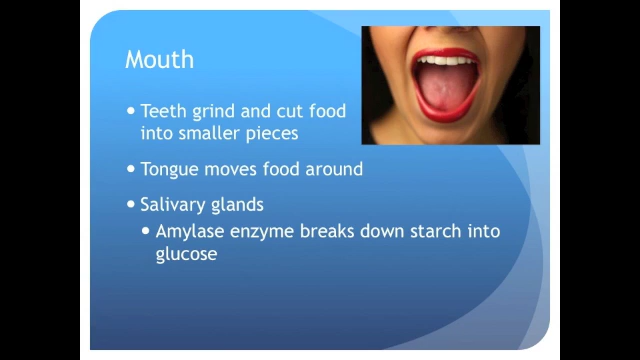 Mouth
• Teeth grind and cut food
into smaller pieces
• Tongue moves food around
• Salivary glands
• Amylase enzyme breaks down starch into
glucose